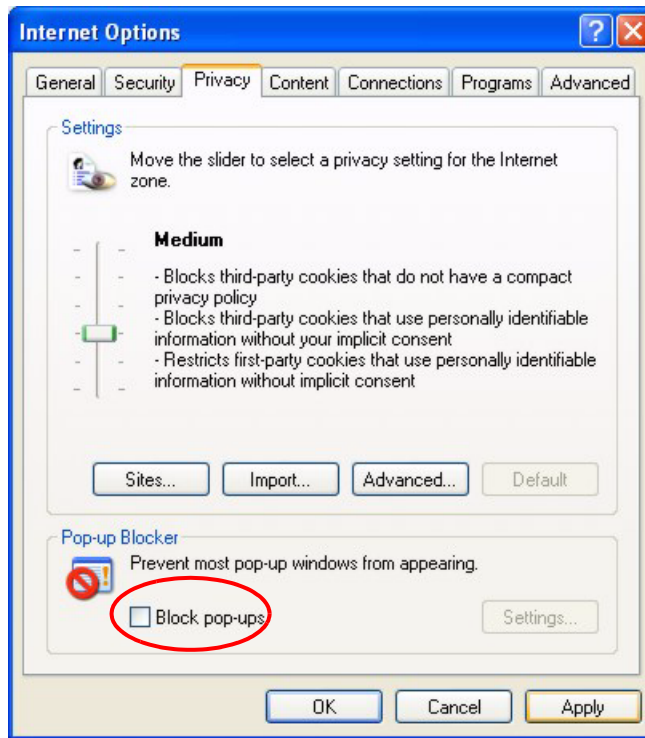 Internet Options
General Security Privacy Content Connections Programs Advanced
Settings
Move the slider to select a privacy setting for the Internet
zone.
Medium
- Blocks third-party cookies that do not have a compact
privacy policy
- Blocks third-party cookies that use personally identifiable
information without your implicit consent
- Restricts first-party cookies that use personally identifiable
information without implicit consent
Sites... Import... Advanced... Default
Pop-up Blocker
Prevent most pop-up windows from appearing.
Block pop-ups Settings...
OK Cancel Apply